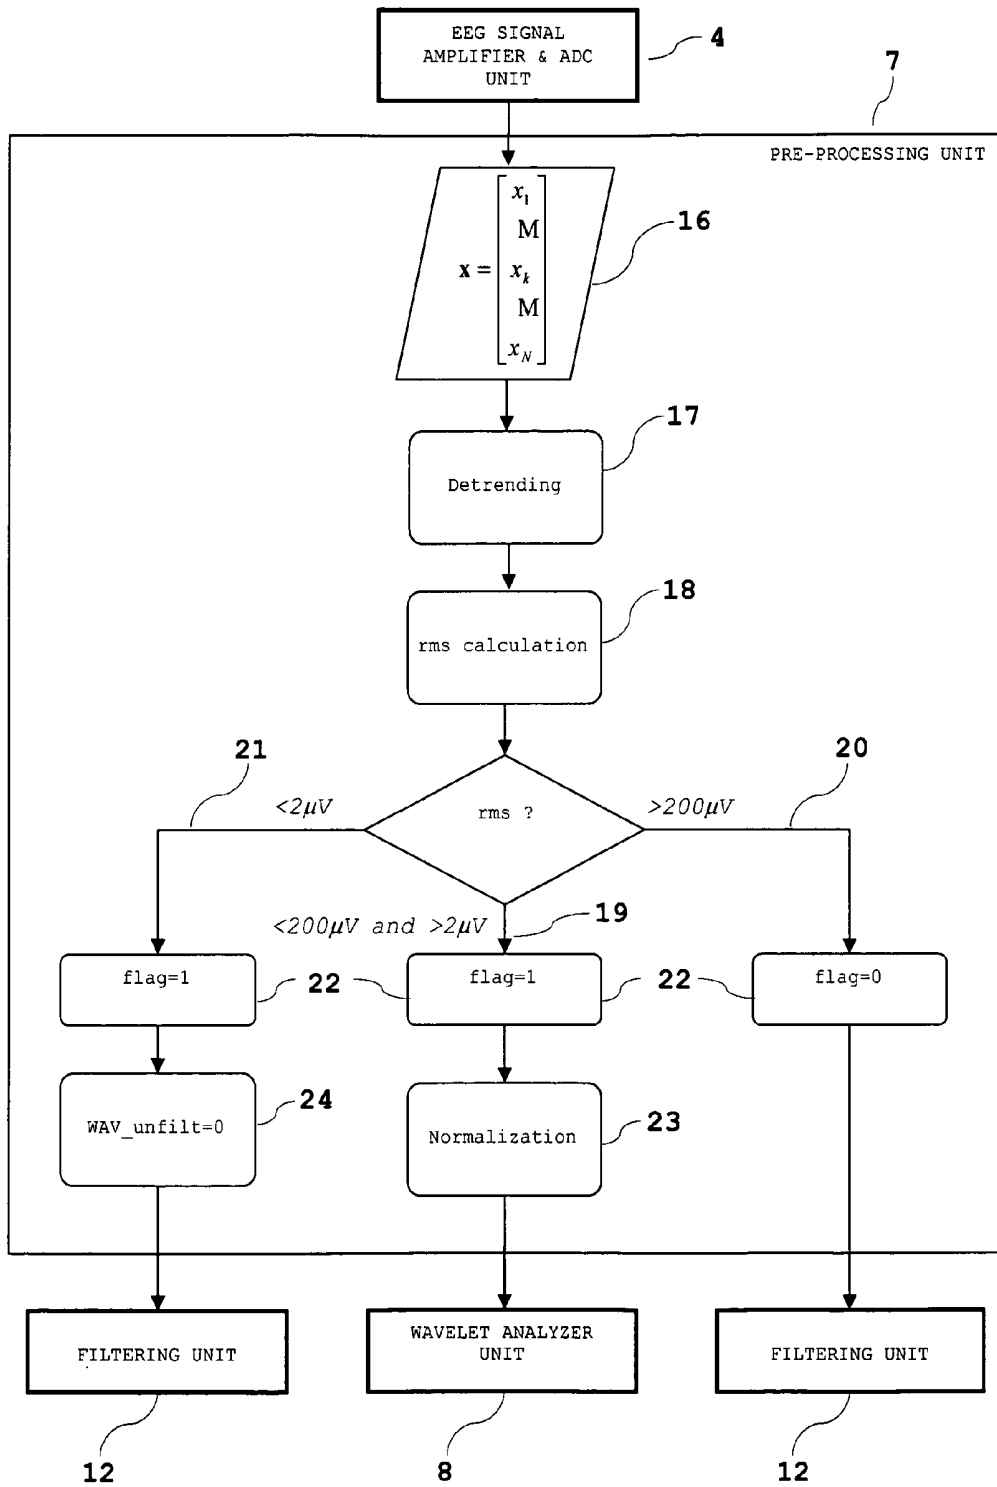 EEG SIGNAL
AMPLIFIER & ADC
UNIT
4
7
PRE-PROCESSING UNIT
x₁
M
x = xₖ
M
x_N
16
17
Detrending
18
rms calculation
21
20
<2μV
rms ?
>200μV
<200μV and >2μV
19
flag=1
22
flag=1
22
flag=0
WAV_unfilt=0
24
Normalization
23
FILTERING UNIT
WAVELET ANALYZER
UNIT
FILTERING UNIT
12
8
12